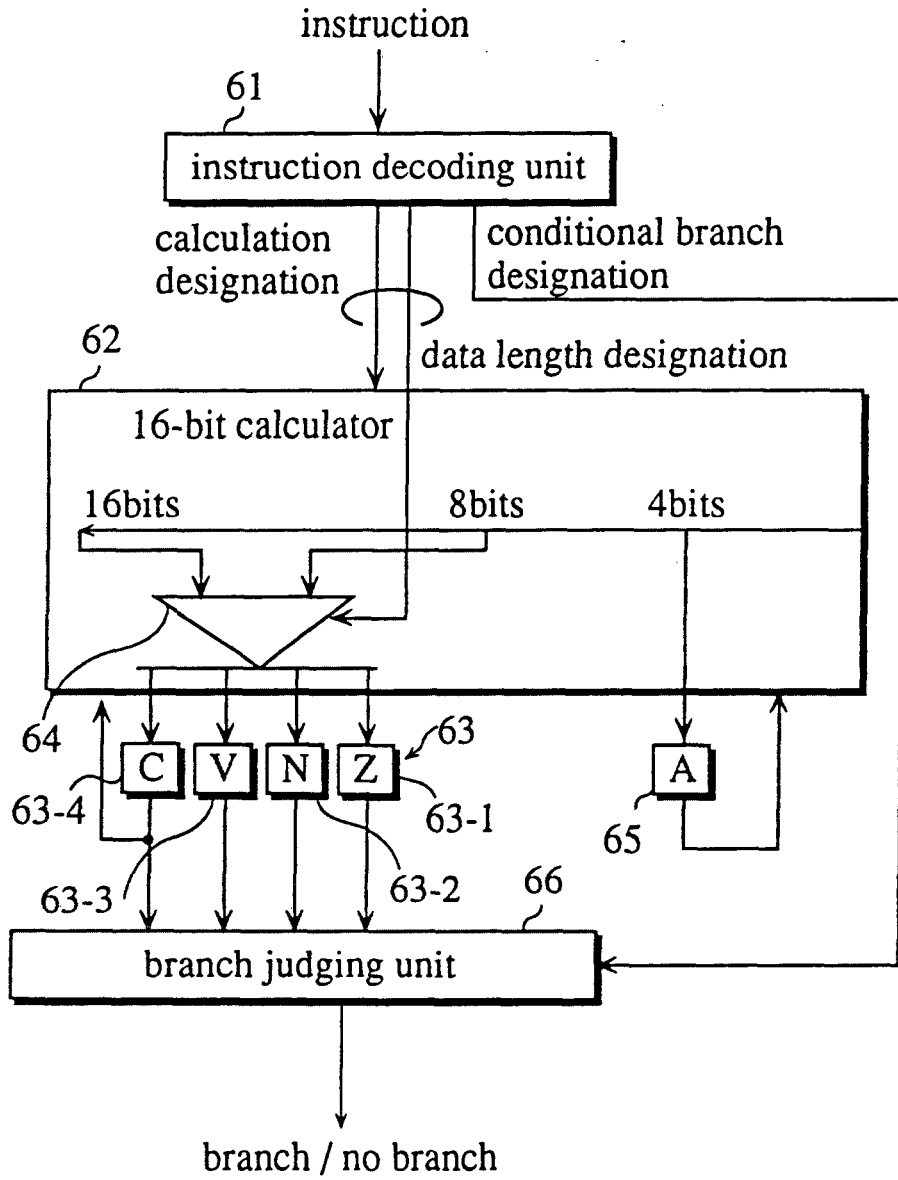 instruction
61
instruction decoding unit
calculation
designation
conditional branch
designation
data length designation
62
16-bit calculator
16bits
8bits
4bits
64
C
V
N
Z
63
A
63-4
63-1
65
63-3
63-2
66
branch judging unit
branch / no branch